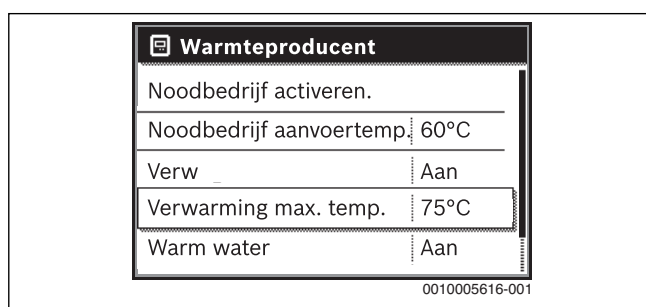 Warmteproducent
Noodbedrijf activeren.
Noodbedrijf aanvoertemp. 60°C
Verw Aan
Verwarming max. temp. 75°C
Warm water Aan
0010005616-001